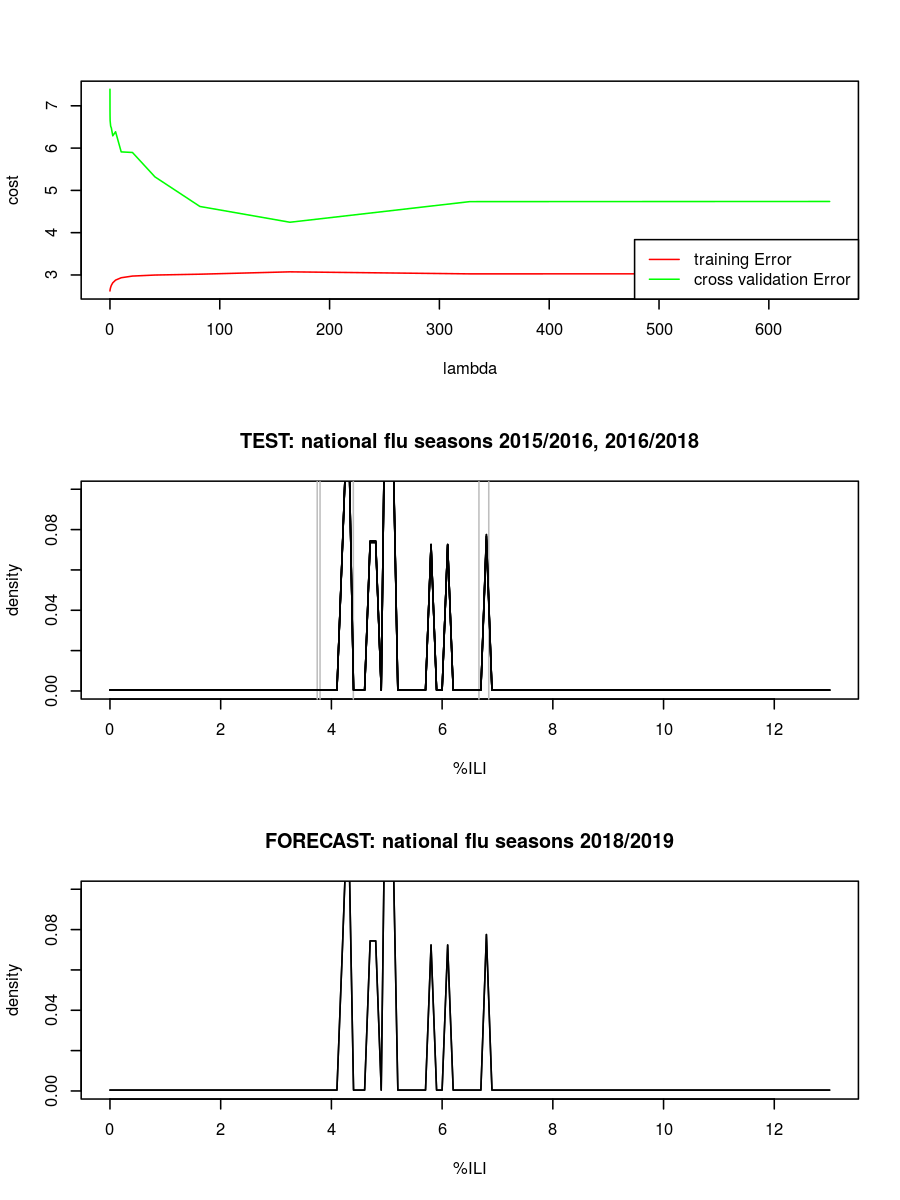 cost
7
6
5
4
3
training Error
cross validation Error
0 100 200 300 400 500 600
lambda
TEST: national flu seasons 2015/2016, 2016/2018
density
0.08
0.04
0.00
0 2 4 6 8 10 12
%ILI
FORECAST: national flu seasons 2018/2019
density
0.08
0.04
0.00
0 2 4 6 8 10 12
%ILI